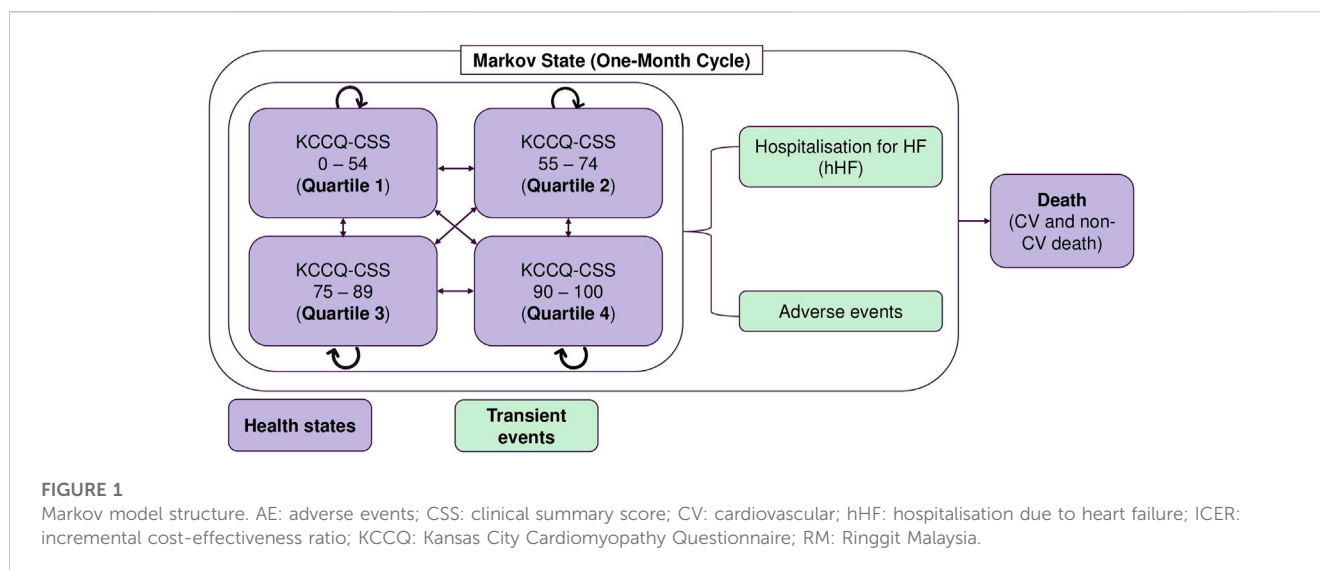 Markov State (One-Month Cycle)
KCCQ-CSS
0 – 54
(Quartile 1)
KCCQ-CSS
55 – 74
(Quartile 2)
KCCQ-CSS
75 – 89
(Quartile 3)
KCCQ-CSS
90 – 100
(Quartile 4)
Hospitalisation for HF
(hHF)
Adverse events
Death
(CV and non-
CV death)
Health states
Transient
events
FIGURE 1
Markov model structure. AE: adverse events; CSS: clinical summary score; CV: cardiovascular; hHF: hospitalisation due to heart failure; ICER:
incremental cost-effectiveness ratio; KCCQ: Kansas City Cardiomyopathy Questionnaire; RM: Ringgit Malaysia.